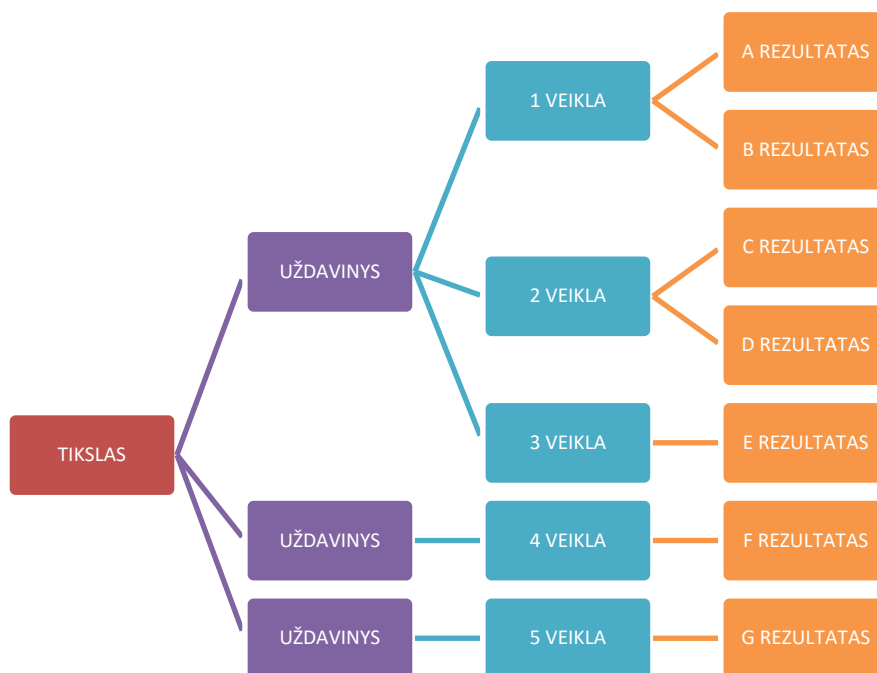 TIKSLAS
UŽDAVINYS
1 VEIKLA
A REZULTATAS
B REZULTATAS
2 VEIKLA
C REZULTATAS
D REZULTATAS
3 VEIKLA
E REZULTATAS
UŽDAVINYS
4 VEIKLA
F REZULTATAS
UŽDAVINYS
5 VEIKLA
G REZULTATAS